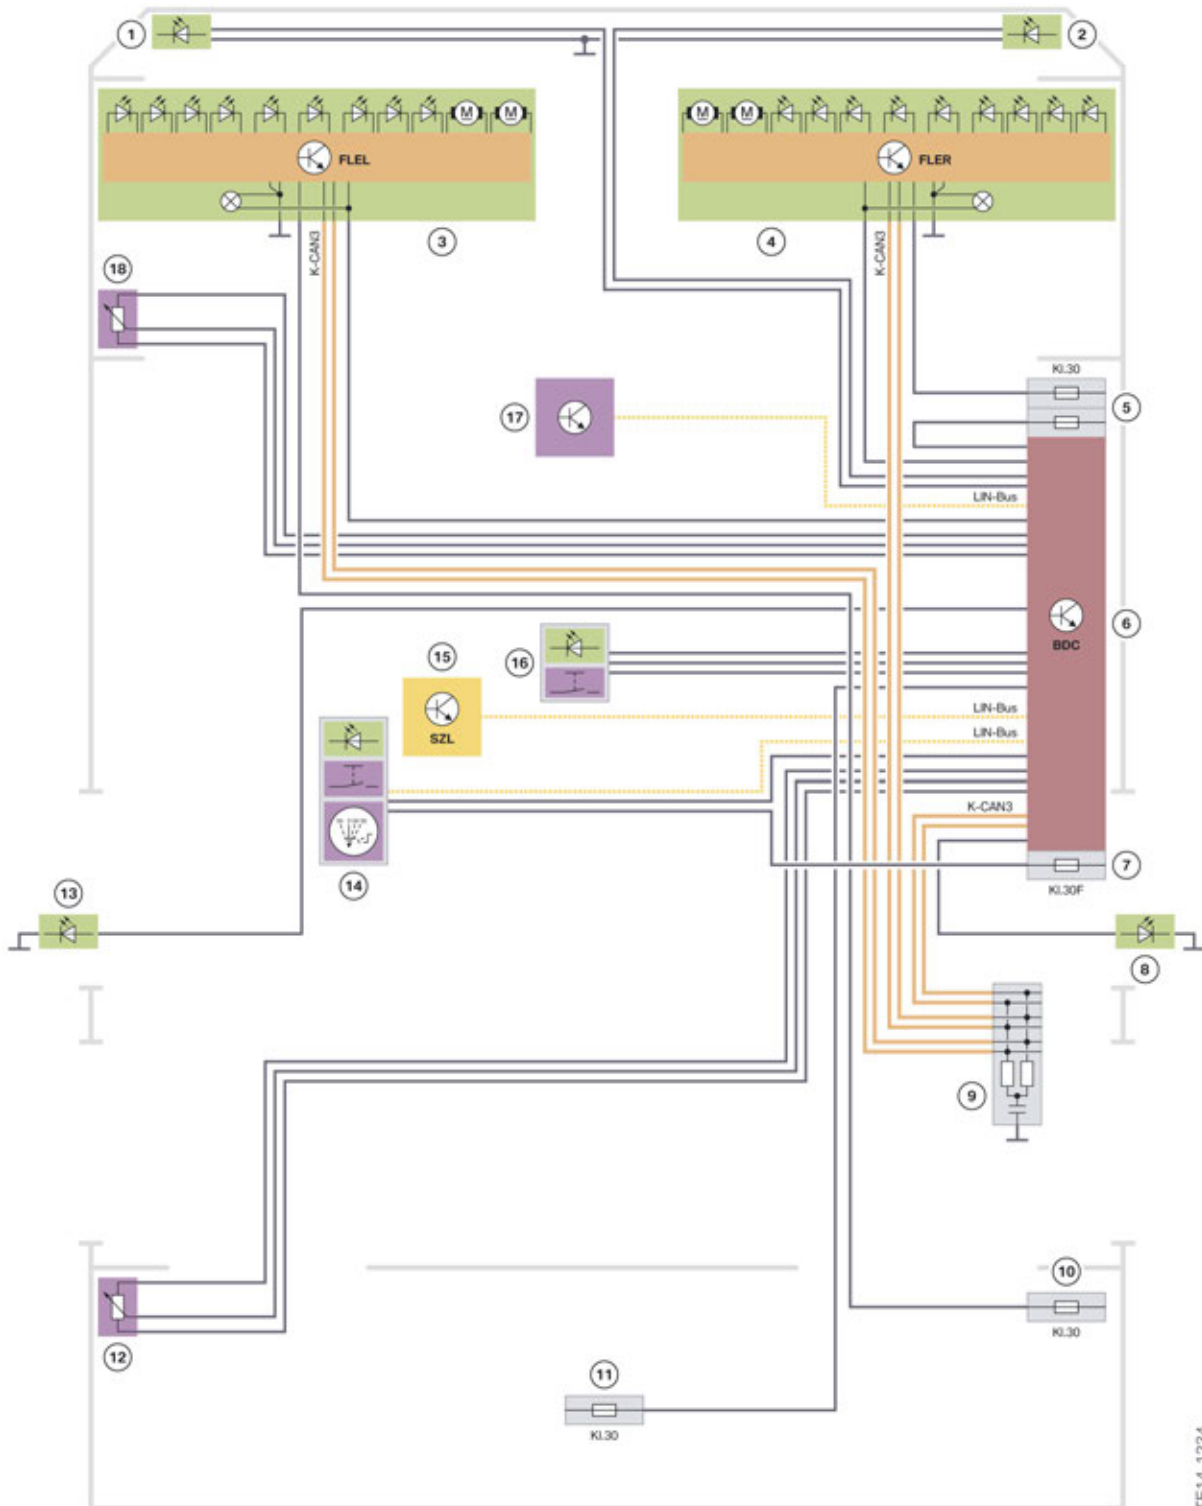 1
2
M
M
M
M
FLEL
FLER
K-CAN3
3
4
K-CAN3
18
Kl.30
5
17
LIN-Bus
6
BDC
15
16
SZL
LIN-Bus
LIN-Bus
K-CAN3
14
7
Kl.30F
13
8
9
10
Kl.30
12
11
Kl.30